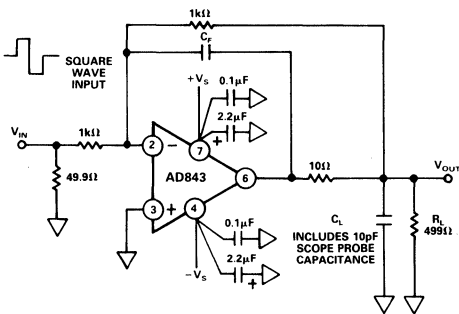 1kΩ
C_F
SQUARE
WAVE
INPUT
+V_S
0.1μF
2.2μF
+
V_IN
1kΩ
49.9Ω
2
−
7
AD843
6
10Ω
V_OUT
3
+
4
0.1μF
2.2μF
+
−V_S
C_L
INCLUDES 10pF
SCOPE PROBE
CAPACITANCE
R_L
499Ω